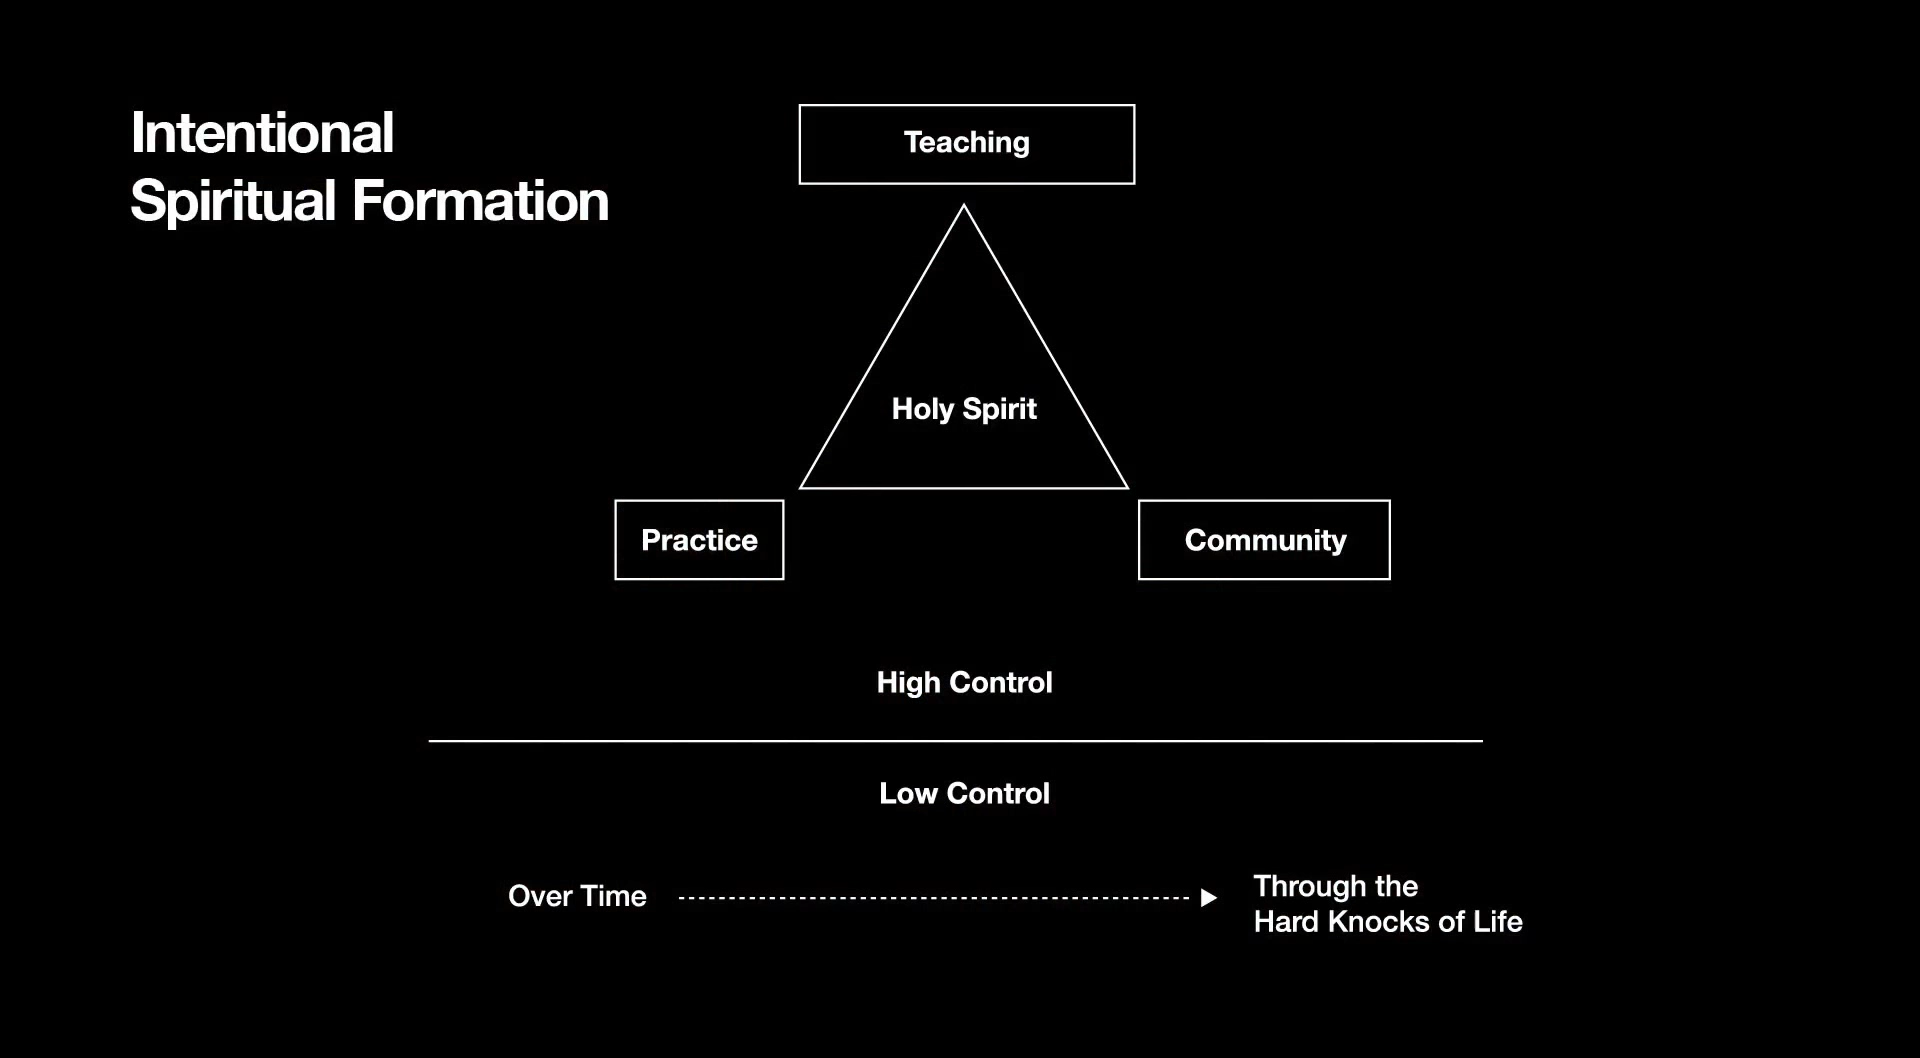 Intentional
Spiritual Formation
Teaching
Holy Spirit
Practice
Community
High Control
Low Control
Over Time
Through the
Hard Knocks of Life